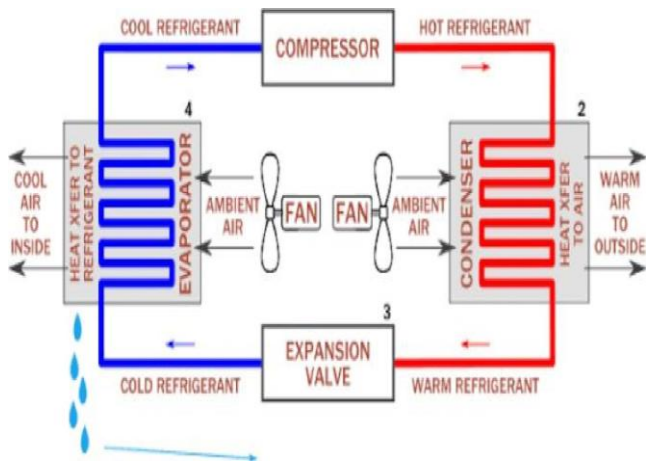 COOL REFRIGERANT
COMPRESSOR
HOT REFRIGERANT
4
2
HEAT XFER TO
REFRIGERANT
EVAPORATOR
COOL
AIR
TO
INSIDE
AMBIENT
AIR
FAN
FAN
AMBIENT
AIR
CONDENSER
HEAT XFER
TO AIR
WARM
AIR TO
OUTSIDE
3
EXPANSION
VALVE
COLD REFRIGERANT
WARM REFRIGERANT